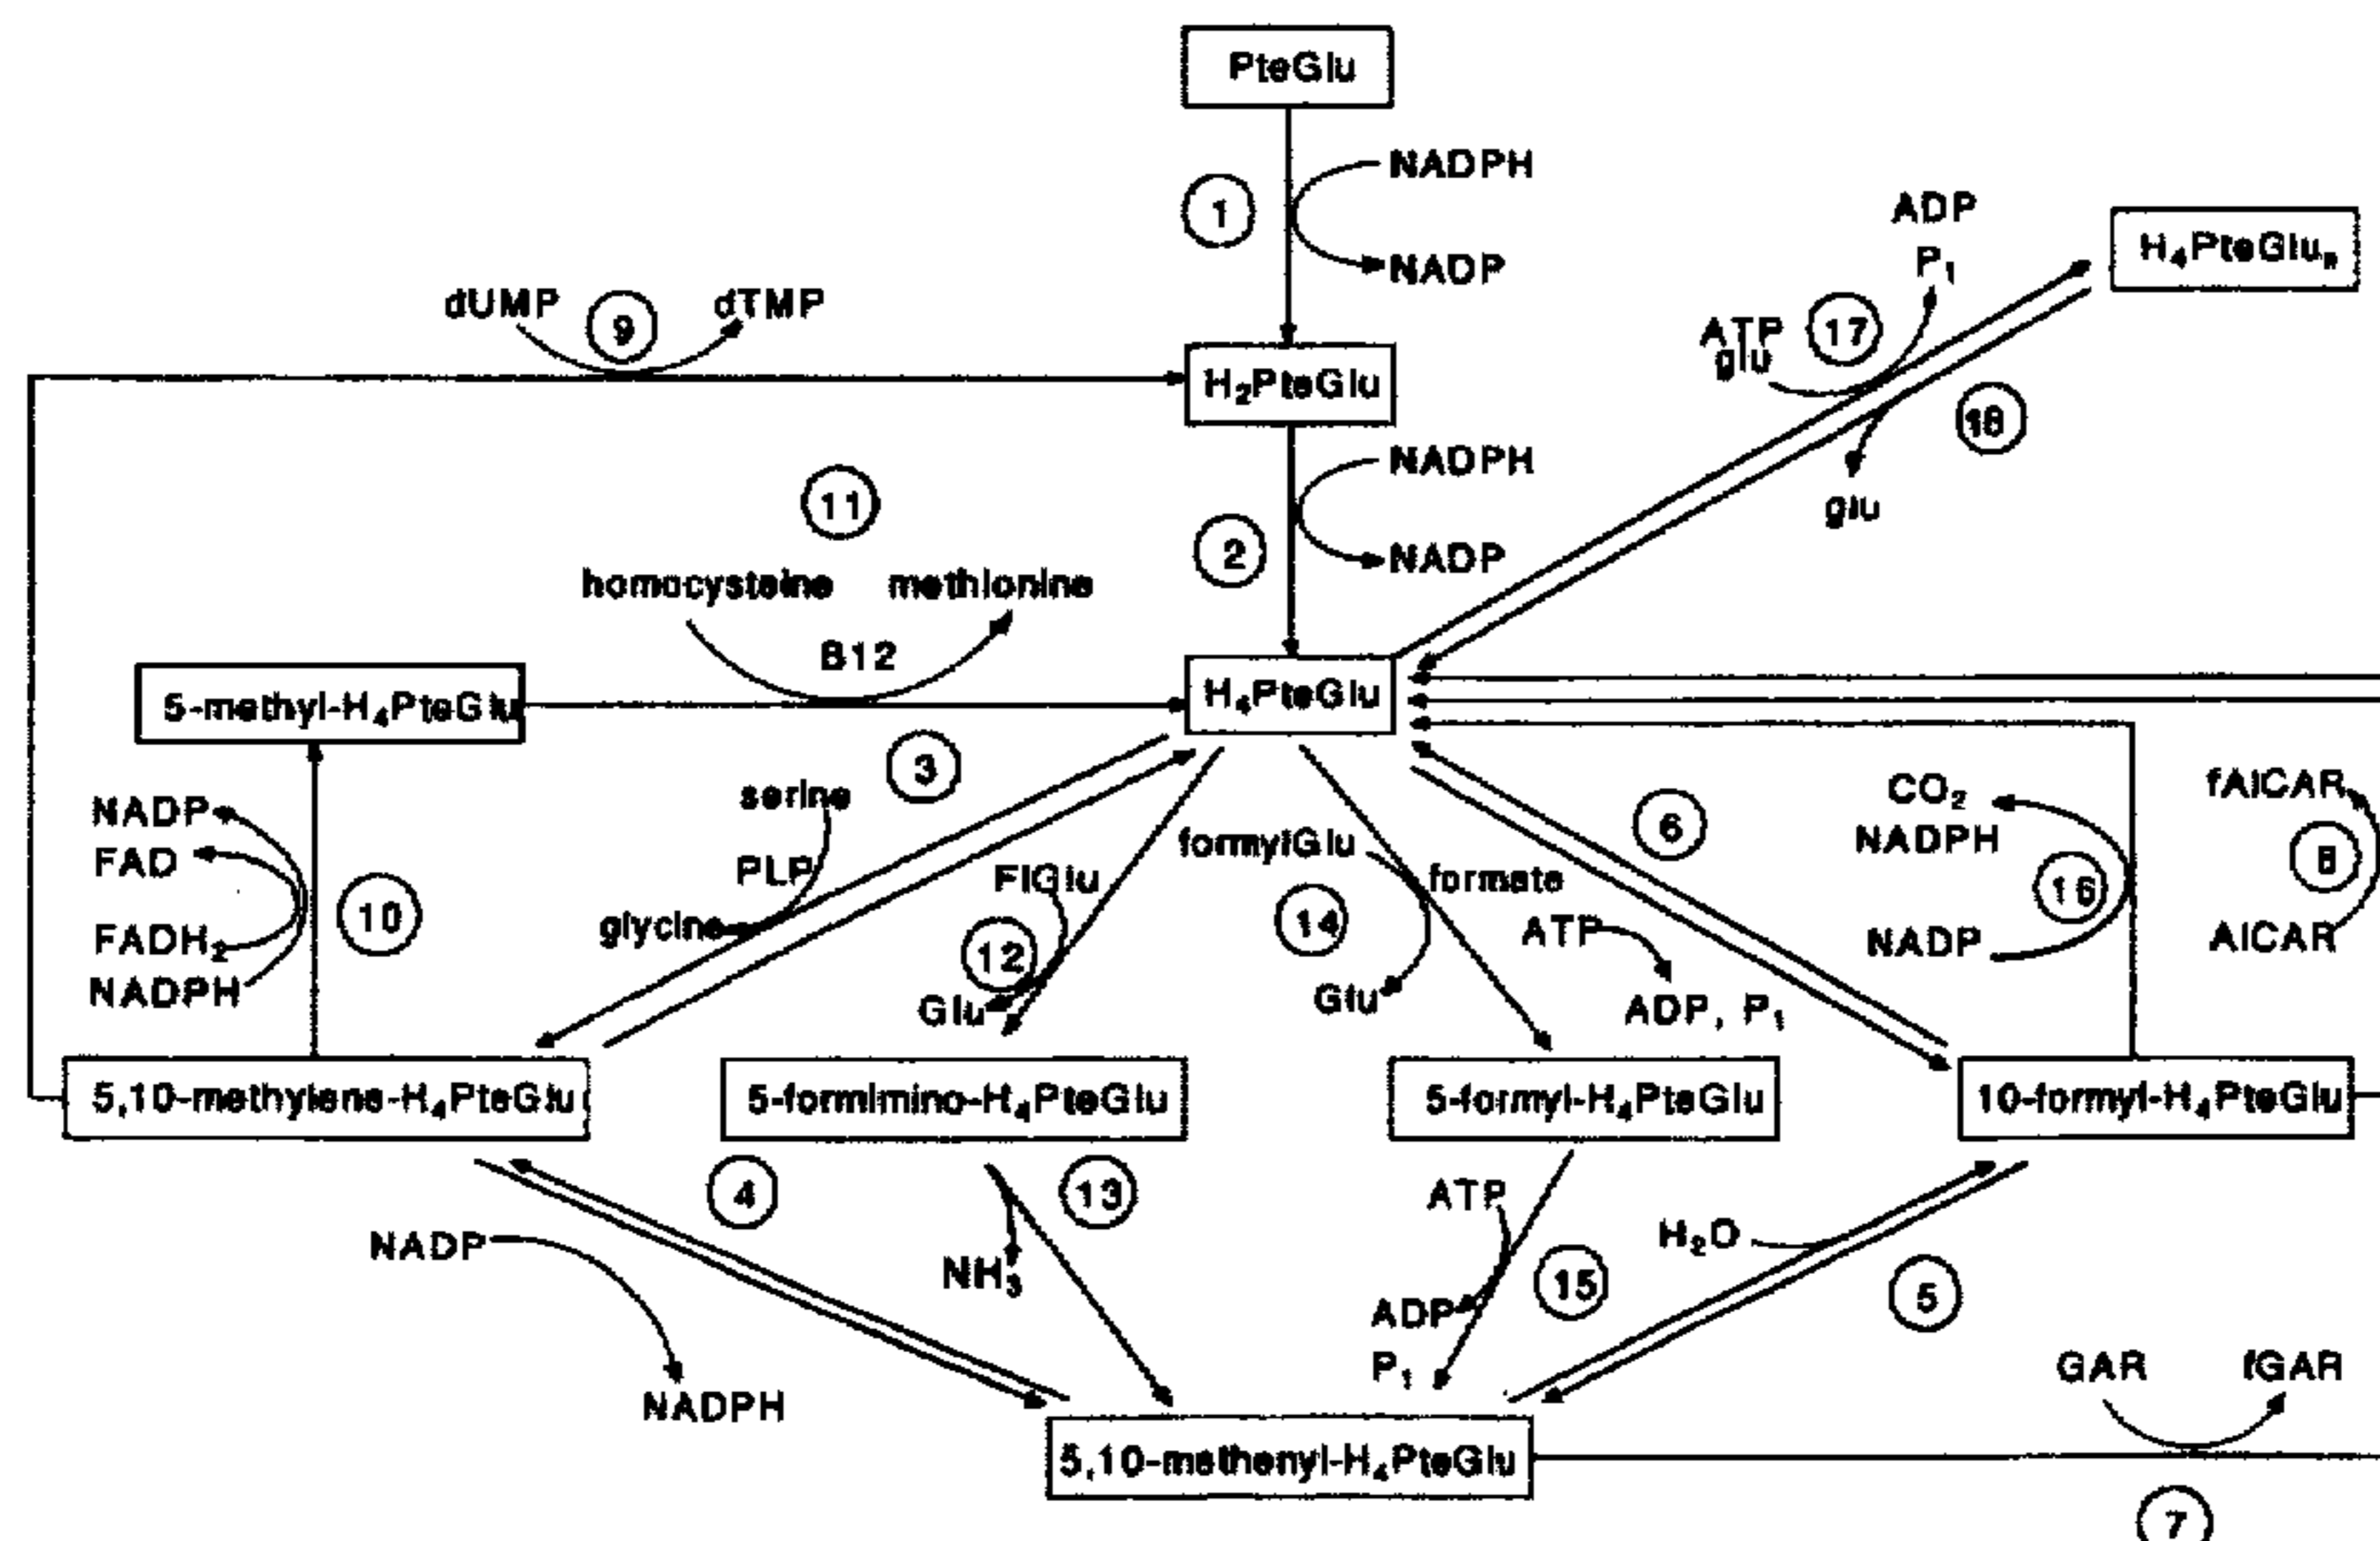 PteGlu
NADPH
1
NADP
ADP
P₁
H₄PteGluₙ
dUMP
9
dTMP
ATP
glu
17
H₂PteGlu
18
NADPH
glu
11
2
NADP
homocysteine
methionine
B12
5-methyl-H₄PteGlu
H₄PteGlu
3
serine
NADP
FAD
PLP
10
FADH₂
NADPH
glycine
FIGlu
12
Glu
formylGlu
14
formate
Glu
ATP
ADP, P₁
6
CO₂
NADPH
16
NADP
fAICAR
8
AICAR
5,10-methylene-H₄PteGlu
5-formimino-H₄PteGlu
5-formyl-H₄PteGlu
10-formyl-H₄PteGlu
4
13
NADP
NH₃
NADPH
ATP
ADP
P₁
15
H₂O
5
GAR
fGAR
5,10-methenyl-H₄PteGlu
7